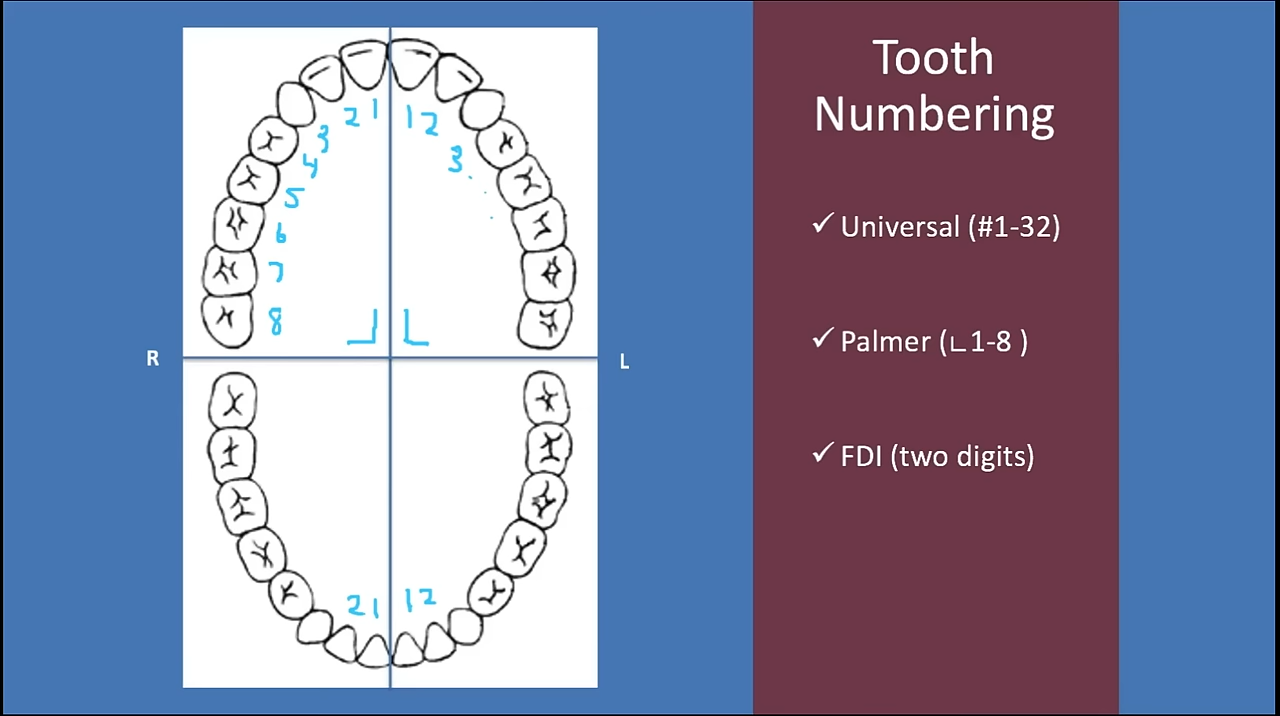 Tooth
Numbering
✓ Universal (#1-32)
✓ Palmer (∟1-8 )
✓ FDI (two digits)
2 1 1 2
3 3
4
5
6
7
8
R L
2 1 1 2